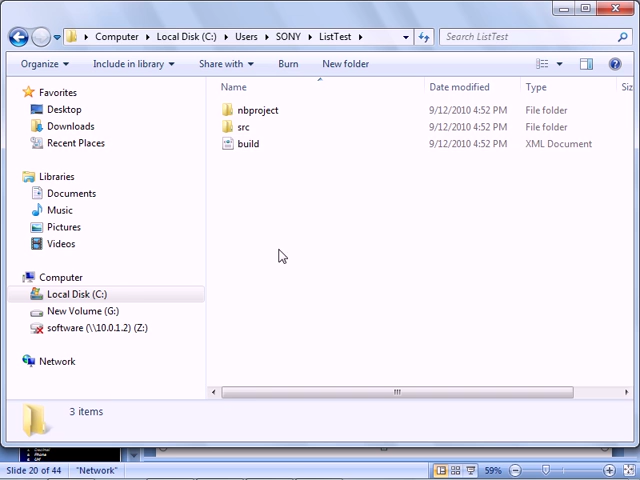 Computer Local Disk (C:) Users SONY ListTest
Search ListTest
Organize Include in library Share with Burn New folder
Name Date modified Type Siz
nbproject 9/12/2010 4:52 PM File folder
src 9/12/2010 4:52 PM File folder
build 9/12/2010 4:52 PM XML Document
Favorites
Desktop
Downloads
Recent Places
Libraries
Documents
Music
Pictures
Videos
Computer
Local Disk (C:)
New Volume (G:)
software (\\10.0.1.2) (Z:)
Network
3 items
Decimal
Phone
Url
Slide 20 of 44 "Network" 59%